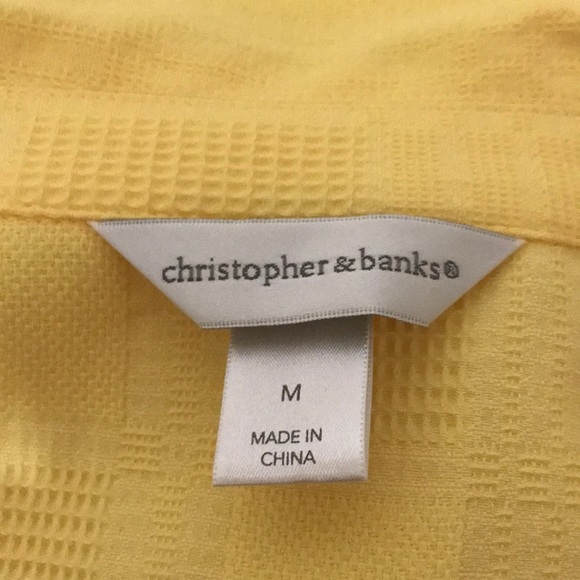 christopher & banks®
M
MADE IN
CHINA